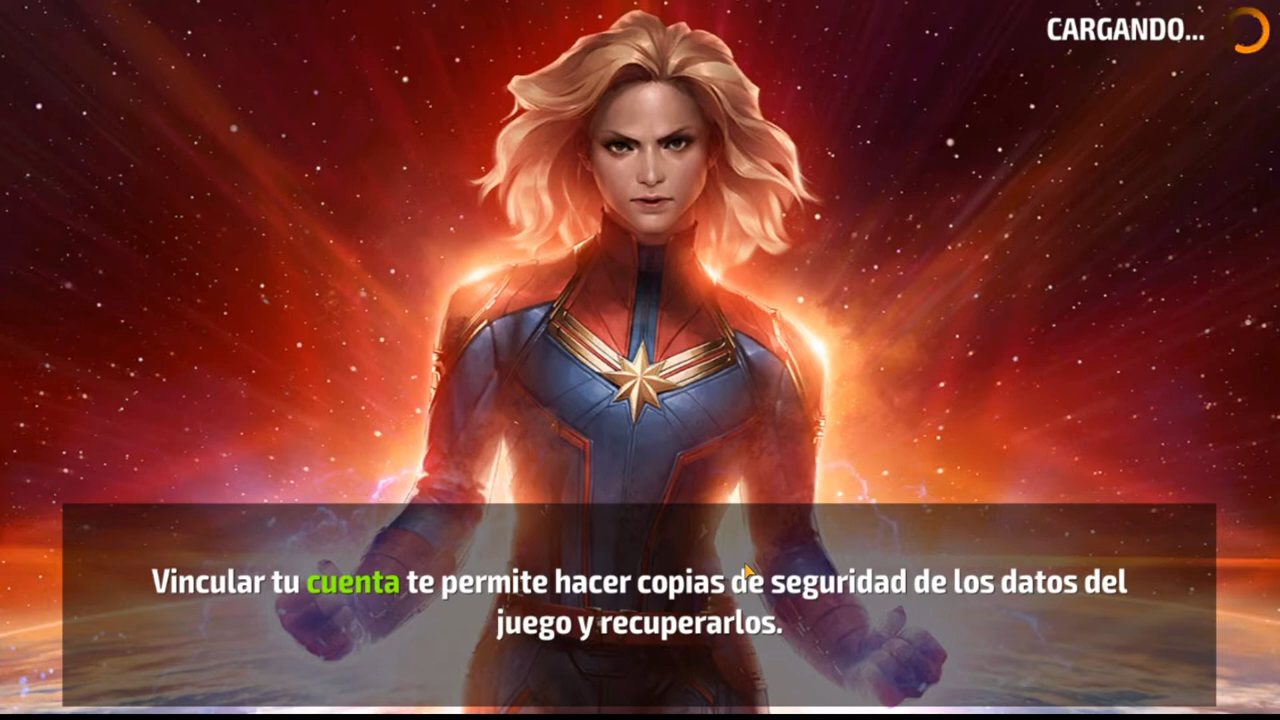 CARGANDO...
Vincular tu cuenta te permite hacer copias de seguridad de los datos del
juego y recuperarlos.